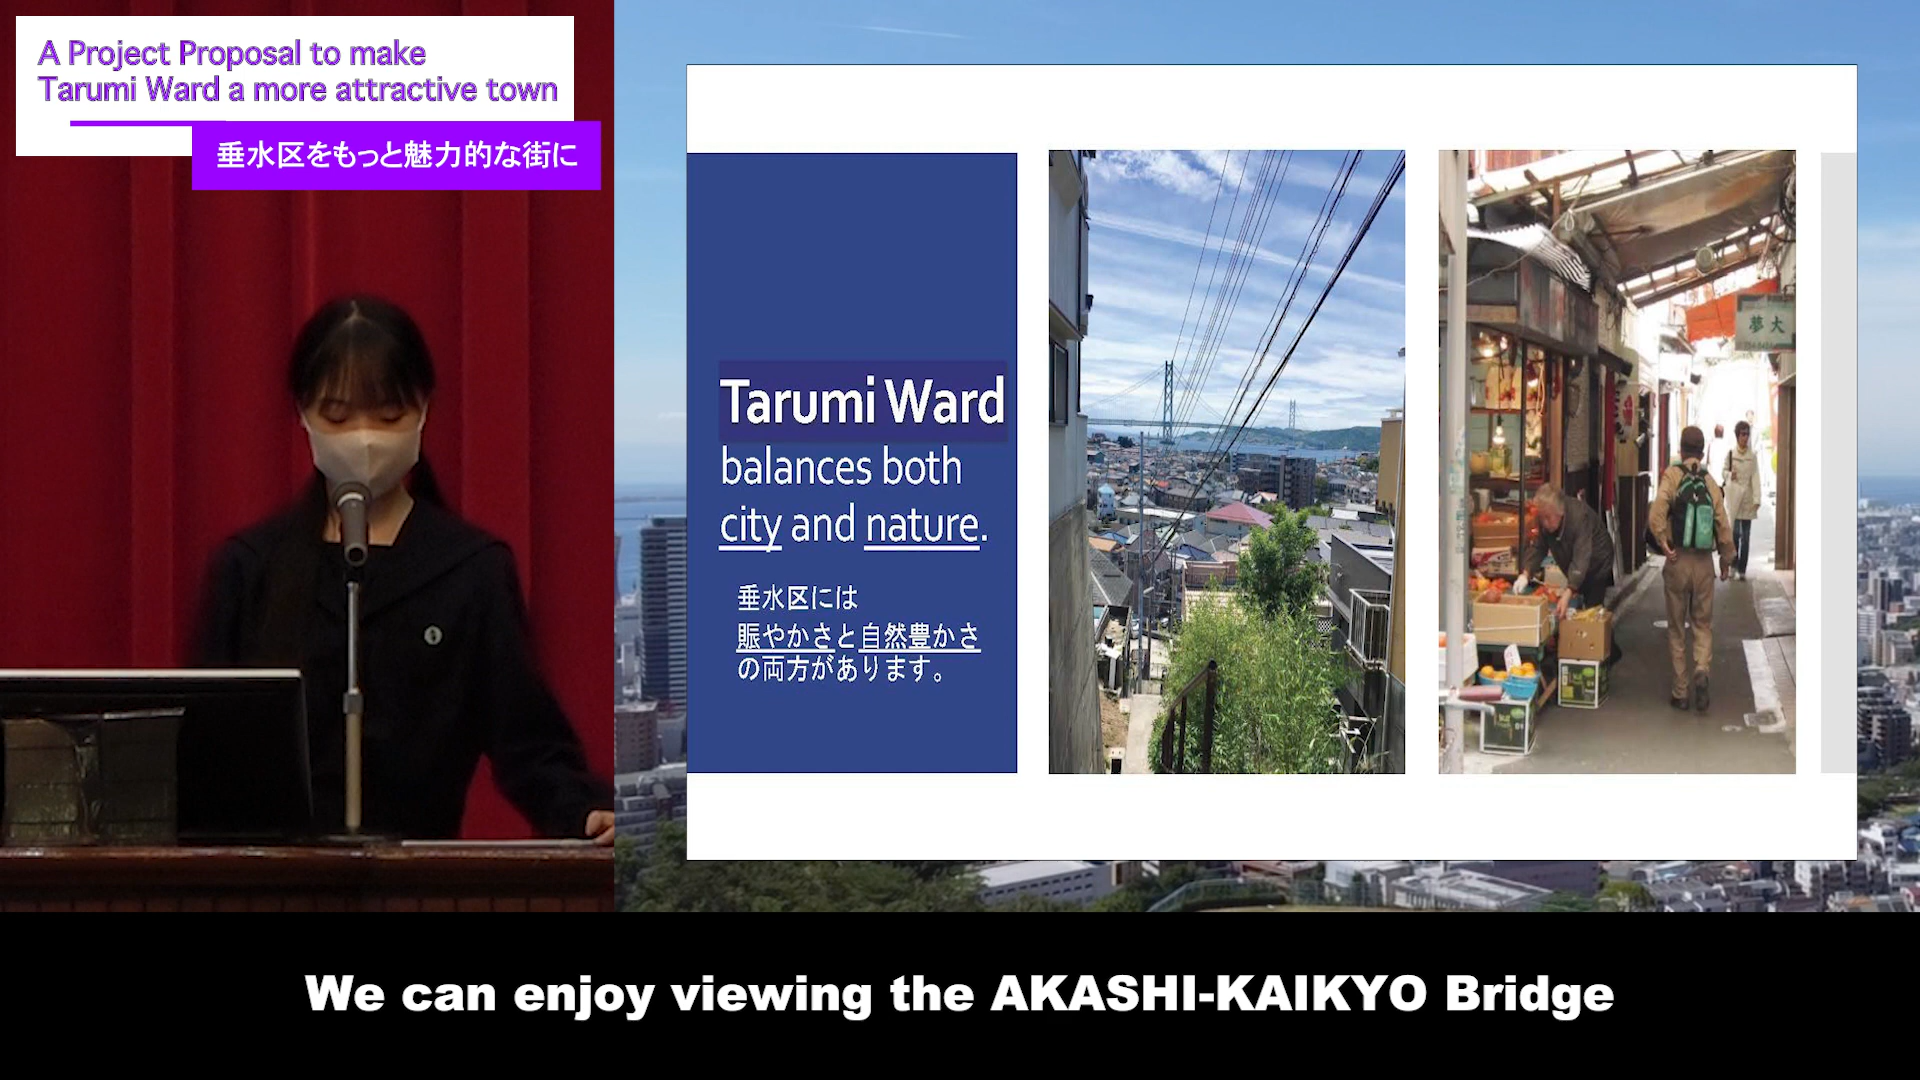 A Project Proposal to make
Tarumi Ward a more attractive town
垂水区をもっと魅力的な街に
Tarumi Ward
balances both
city and nature.
垂水区には
賑やかさと自然豊かさ
の両方があります。
夢大
We can enjoy viewing the AKASHI-KAIKYO Bridge